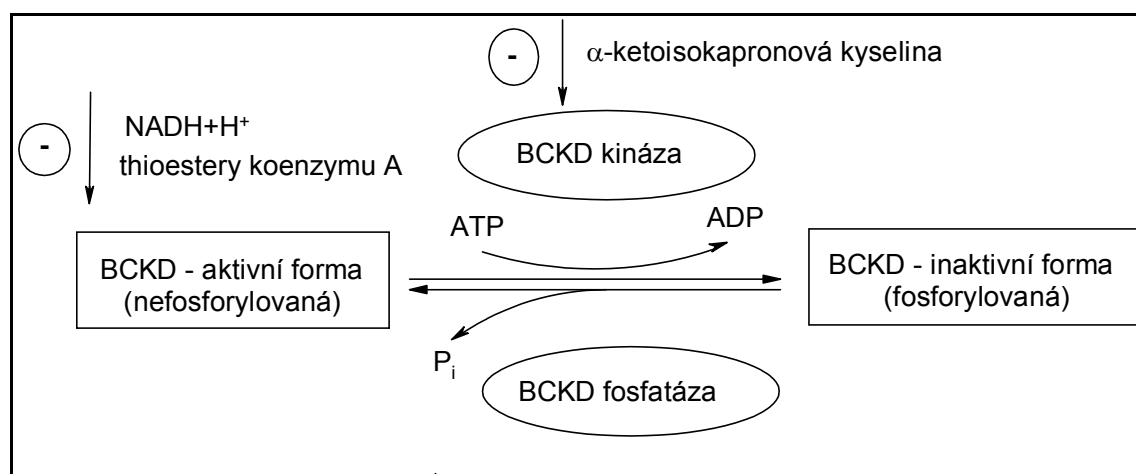 -
α-ketoisokapronová kyselina
-
NADH+H⁺
thioestery koenzymu A
BCKD kináza
ATP
ADP
BCKD - aktivní forma
(nefosforylovaná)
BCKD - inaktivní forma
(fosforylovaná)
Pᵢ
BCKD fosfatáza